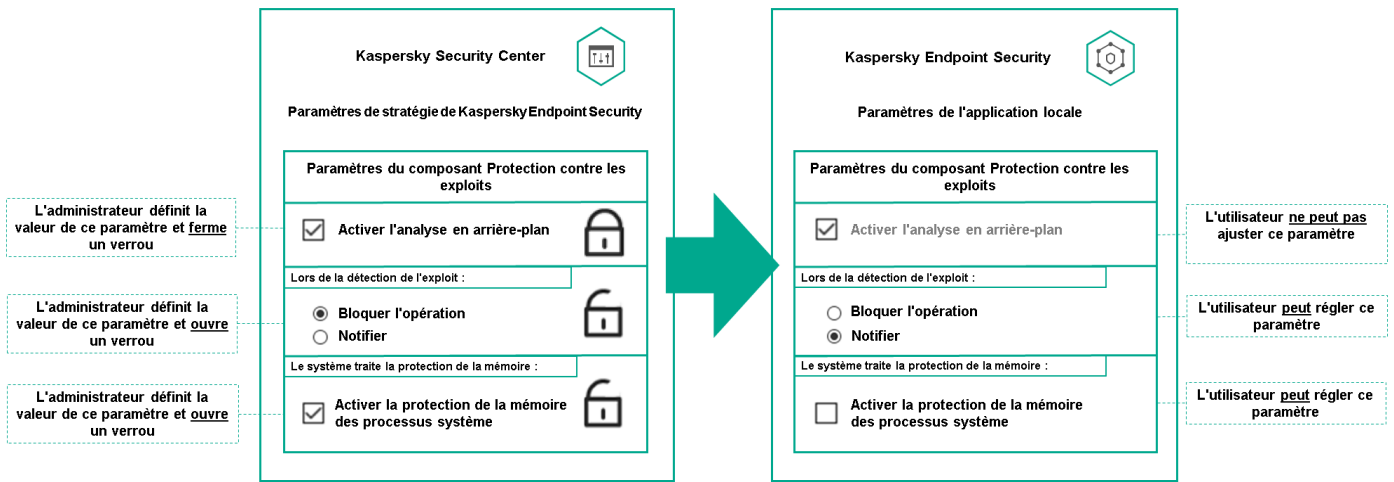 Kaspersky Security Center
Paramètres de stratégie de Kaspersky Endpoint Security
Paramètres du composant Protection contre les
exploits
L'administrateur définit la
valeur de ce paramètre et ferme
un verrou
Activer l'analyse en arrière-plan
Lors de la détection de l'exploit :
L'administrateur définit la
valeur de ce paramètre et ouvre
un verrou
Bloquer l'opération
Notifier
Le système traite la protection de la mémoire :
L'administrateur définit la
valeur de ce paramètre et ouvre
un verrou
Activer la protection de la mémoire
des processus système
Kaspersky Endpoint Security
Paramètres de l'application locale
Paramètres du composant Protection contre les
exploits
Activer l'analyse en arrière-plan
L'utilisateur ne peut pas
ajuster ce paramètre
Lors de la détection de l'exploit :
Bloquer l'opération
Notifier
L'utilisateur peut régler ce
paramètre
Le système traite la protection de la mémoire :
Activer la protection de la mémoire
des processus système
L'utilisateur peut régler ce
paramètre